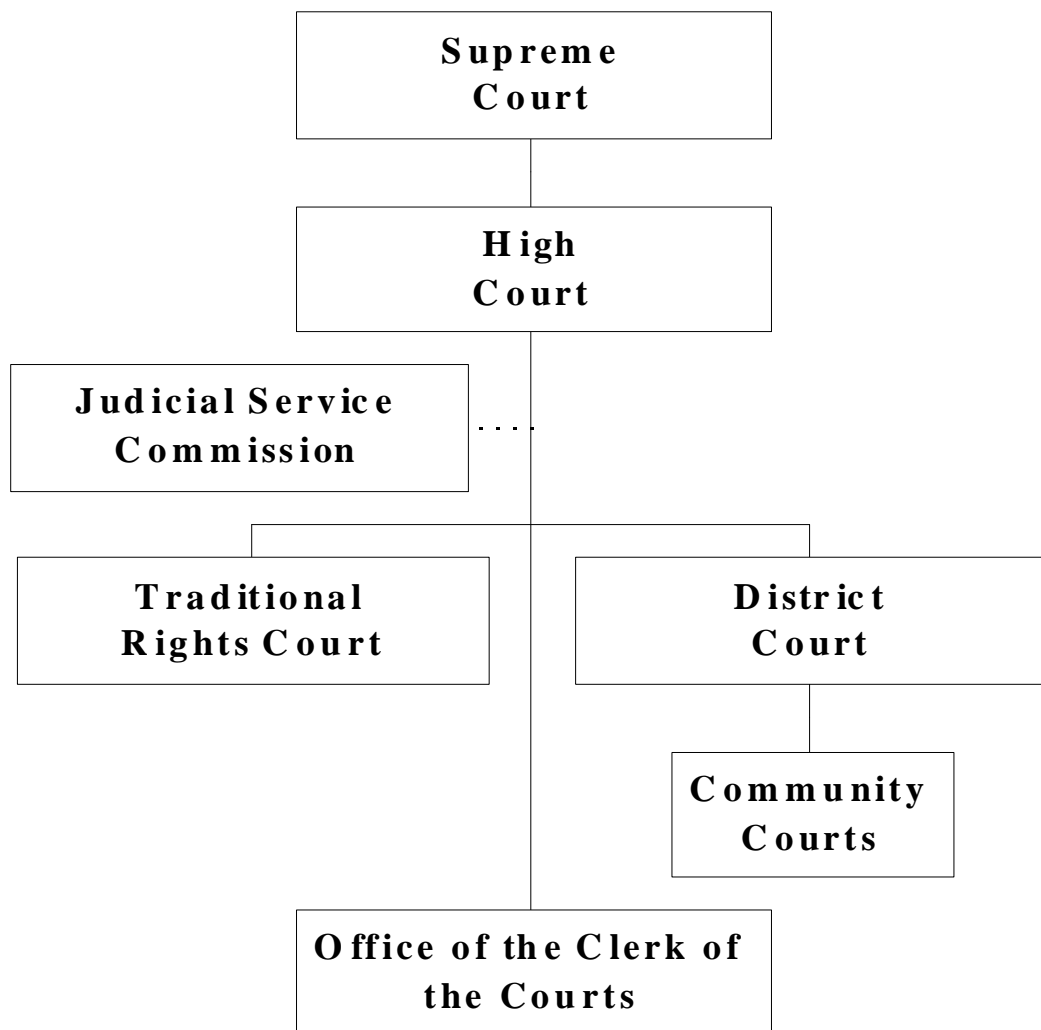 Supreme
Court
High
Court
Judicial Service
Commission
Traditional
Rights Court
District
Court
Community
Courts
Office of the Clerk of
the Courts